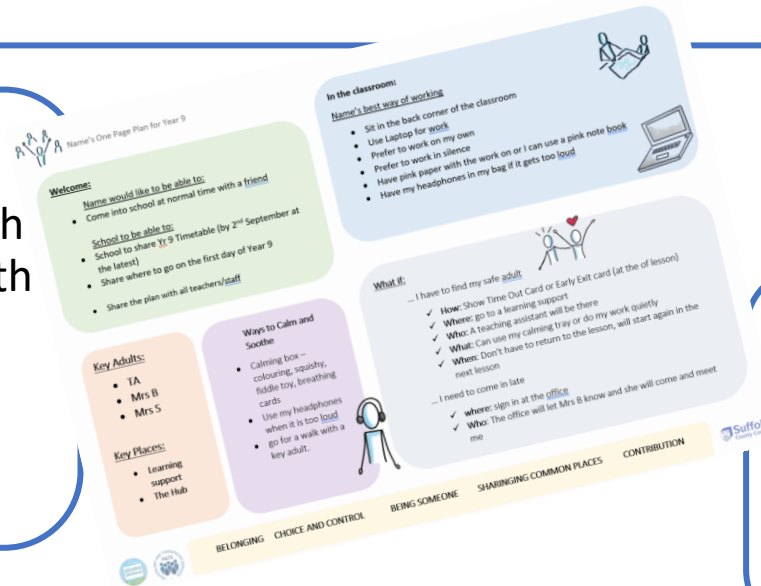 h
th
Name's One Page Plan for Year 9
Welcome:
Name would like to be able to:
Come into school at normal time with a friend
School to be able to:
School to share Yr 9 Timetable (by 2nd September at
the latest)
Share where to go on the first day of Year 9
Share the plan with all teachers/staff
In the classroom:
Name's best way of working
Sit in the back corner of the classroom
Use Laptop for work
Prefer to work on my own
Prefer to work in silence
Have pink paper with the work on or I can use a pink note book
Have my headphones in my bag if it gets too loud
Key Adults:
TA
Mrs B
Mrs S
Key Places:
Learning
support
The Hub
Ways to Calm and
Soothe
Calming box –
colouring, squishy,
fiddle toy, breathing
cards
Use my headphones
when it is too loud
go for a walk with a
key adult.
What if:
... I have to find my safe adult
✓ How: Show Time Out Card or Early Exit card (at the of lesson)
✓ Where: go to a learning support
✓ Who: A teaching assistant will be there
✓ What: Can use my calming tray or do my work quietly
✓ When: Don't have to return to the lesson, will start again in the
next lesson
... I need to come in late
✓ where: sign in at the office
✓ Who: The office will let Mrs B know and she will come and meet
me
BELONGING CHOICE AND CONTROL BEING SOMEONE SHARINGING COMMON PLACES CONTRIBUTION
Suffol